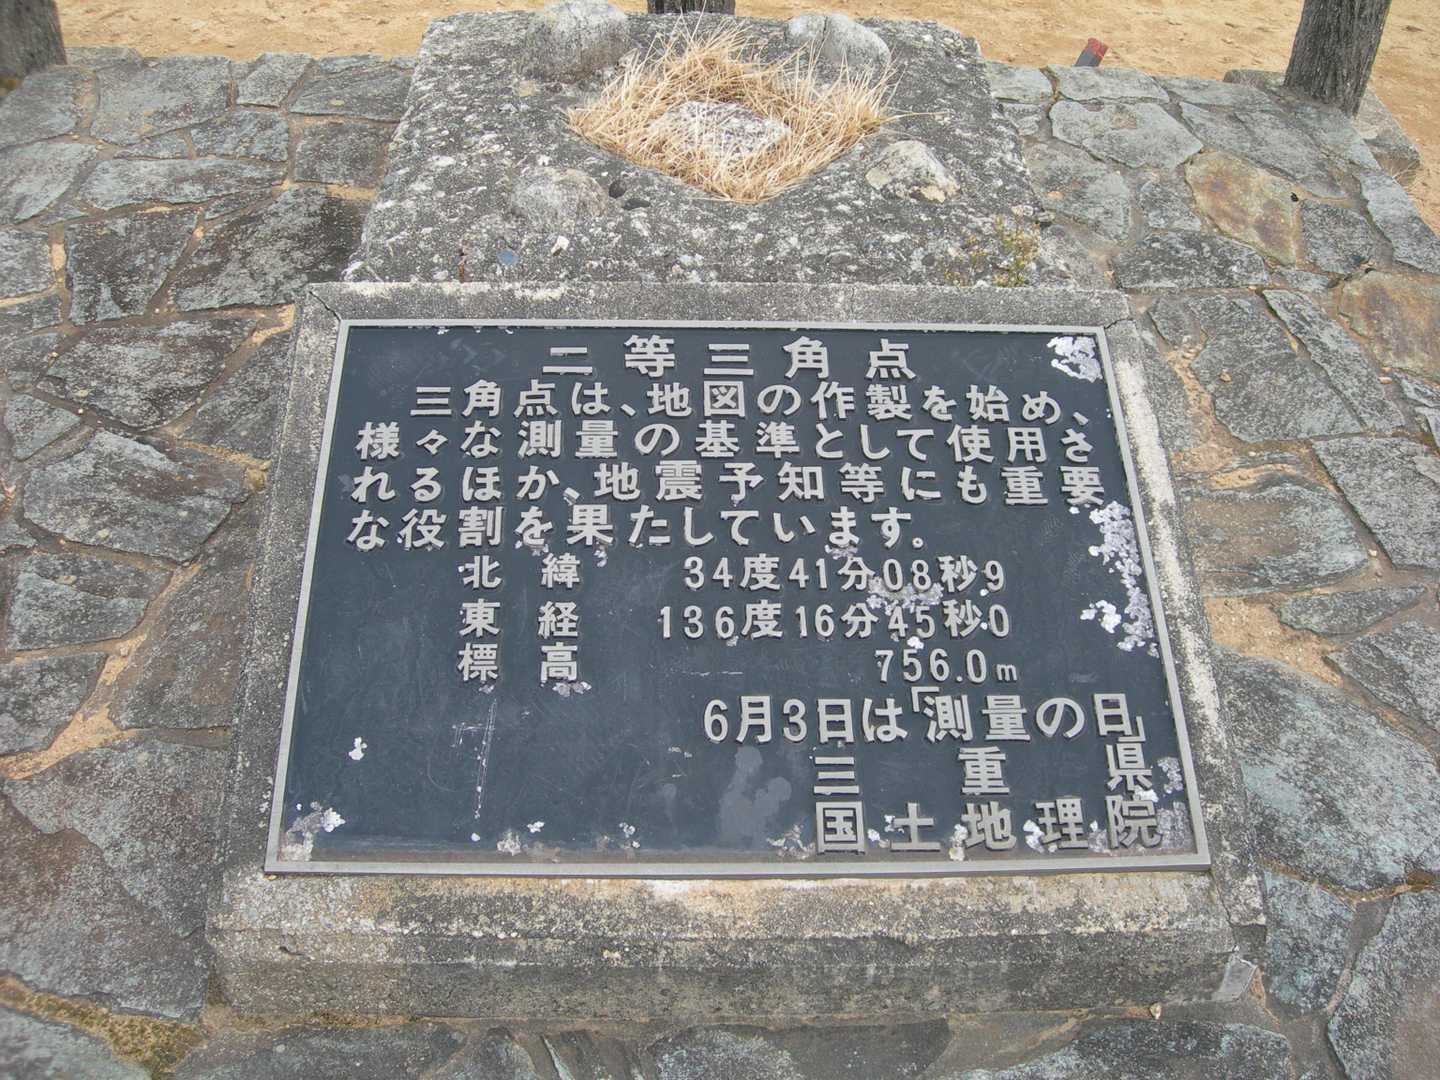 二等三角点
三角点は、地図の作製を始め、
様々な測量の基準として使用さ
れるほか、地震予知等にも重要
な役割を果たしています。
北緯 34度41分08秒9
東経 136度16分45秒0
標高 756.0m
6月3日は「測量の日」
三重県
国土地理院